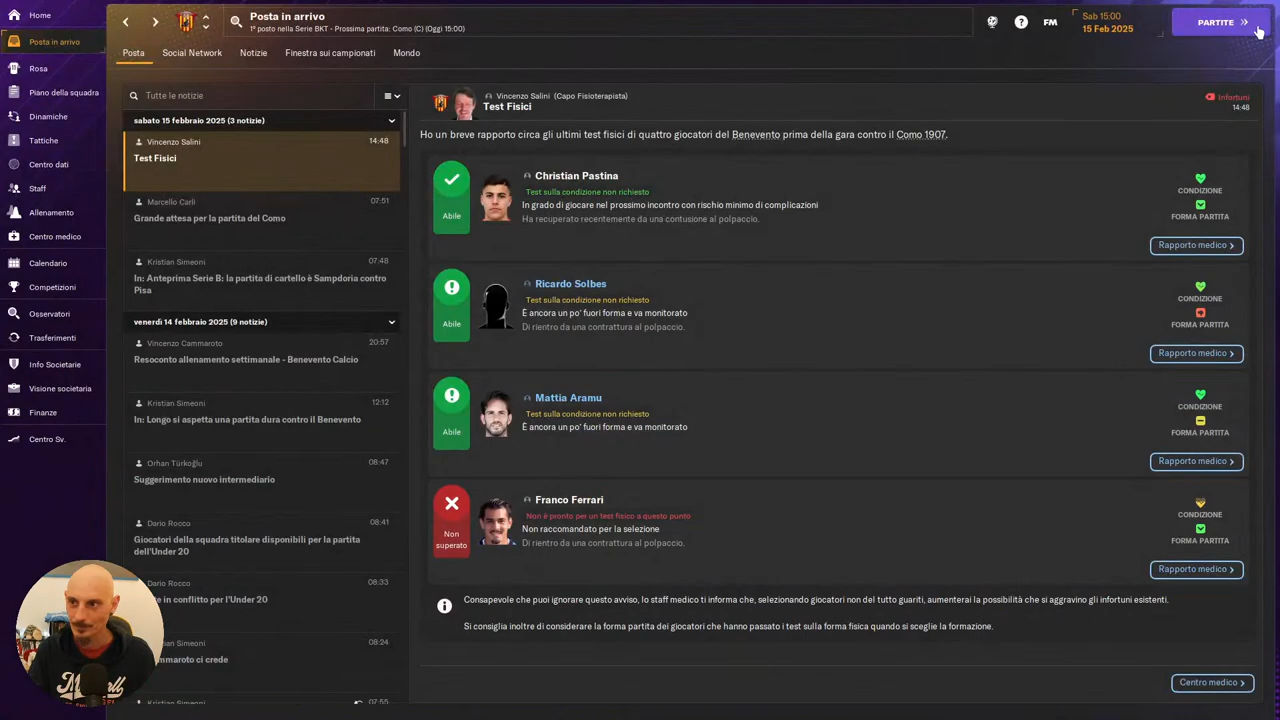 Home
Posta in arrivo
Rosa
Piano della squadra
Dinamiche
Tattiche
Centro dati
Staff
Allenamento
Centro medico
Calendario
Competizioni
Osservatori
Trasferimenti
Info Societarie
Visione societaria
Finanze
Centro Sv.
Posta in arrivo
1º posto nella Serie BKT - Prossima partita: Como (C) (Oggi 15:00)
FM
Sab 15:00
15 Feb 2025
PARTITE
Posta Social Network Notizie Finestra sui campionati Mondo
Tutte le notizie
sabato 15 febbraio 2025 (3 notizie)
Vincenzo Salini 14:48
Test Fisici
Marcello Carli 07:51
Grande attesa per la partita del Como
Kristian Simeoni 07:48
In: Anteprima Serie B: la partita di cartello è Sampdoria contro
Pisa
venerdì 14 febbraio 2025 (9 notizie)
Vincenzo Cammaroto 20:57
Resoconto allenamento settimanale - Benevento Calcio
Kristian Simeoni 12:12
In: Longo si aspetta una partita dura contro il Benevento
Orhan Türkoğlu 08:47
Suggerimento nuovo intermediario
Dario Rocco 08:41
Giocatori della squadra titolare disponibili per la partita
dell'Under 20
Dario Rocco 08:33
in conflitto per l'Under 20
Simeoni 08:24
ci crede
Kristian Simeoni 07:55
Vincenzo Salini (Capo Fisioterapista)
Test Fisici
Infortuni
14:48
Ho un breve rapporto circa gli ultimi test fisici di quattro giocatori del Benevento prima della gara contro il Como 1907.
Abile
Christian Pastina
Test sulla condizione non richiesto
In grado di giocare nel prossimo incontro con rischio minimo di complicazioni
Ha recuperato recentemente da una contusione al polpaccio.
CONDIZIONE
FORMA PARTITA
Rapporto medico
Abile
Ricardo Solbes
Test sulla condizione non richiesto
È ancora un po' fuori forma e va monitorato
Di rientro da una contrattura al polpaccio.
CONDIZIONE
FORMA PARTITA
Rapporto medico
Abile
Mattia Aramu
Test sulla condizione non richiesto
È ancora un po' fuori forma e va monitorato
CONDIZIONE
FORMA PARTITA
Rapporto medico
Non
superato
Franco Ferrari
Non è pronto per un test fisico a questo punto
Non raccomandato per la selezione
Di rientro da una contrattura al polpaccio.
CONDIZIONE
FORMA PARTITA
Rapporto medico
Consapevole che puoi ignorare questo avviso, lo staff medico ti informa che, selezionando giocatori non del tutto guariti, aumenterai la possibilità che si aggravino gli infortuni esistenti.
Si consiglia inoltre di considerare la forma partita dei giocatori che hanno passato i test sulla forma fisica quando si sceglie la formazione.
Centro medico